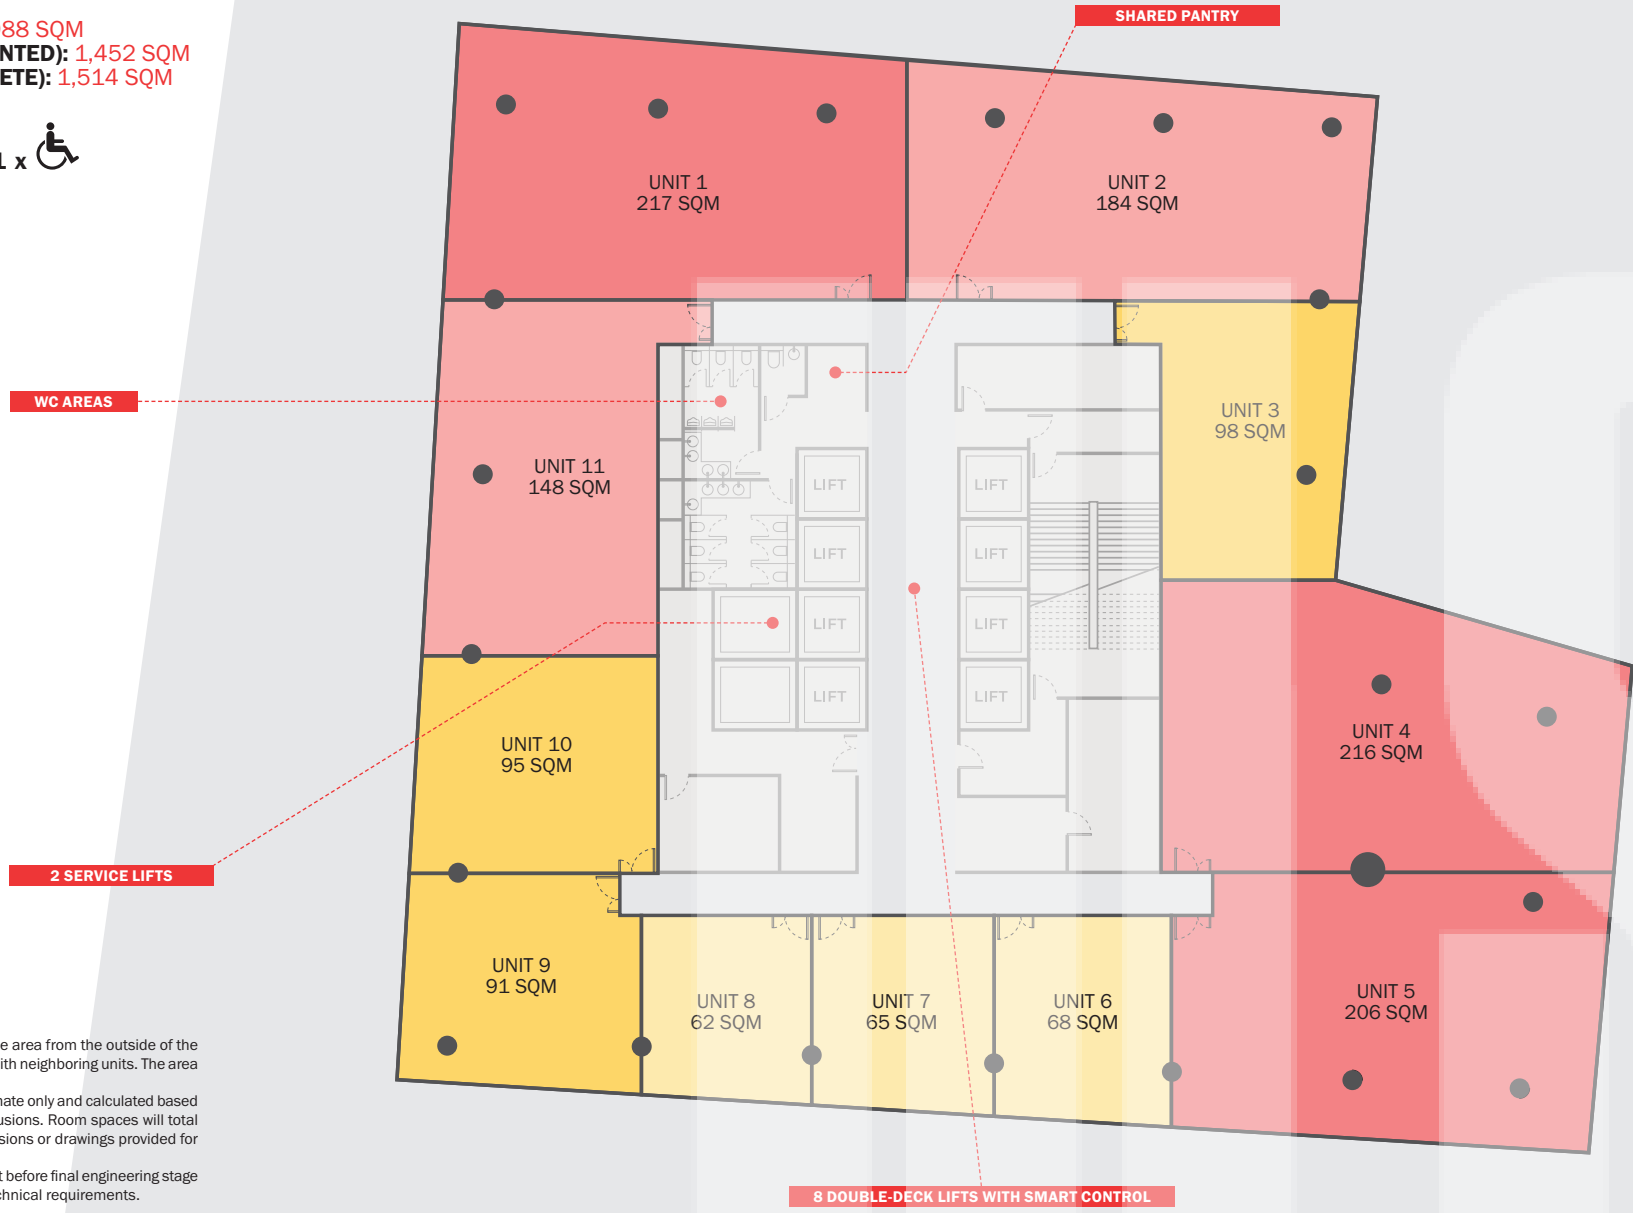 88 SQM
NTED): 1,452 SQM
ETE): 1,514 SQM
1 x
SHARED PANTRY
UNIT 1
217 SQM
UNIT 2
184 SQM
WC AREAS
UNIT 3
98 SQM
UNIT 11
148 SQM
LIFT
LIFT
LIFT
LIFT
LIFT
LIFT
LIFT
LIFT
UNIT 4
216 SQM
UNIT 10
95 SQM
2 SERVICE LIFTS
UNIT 9
91 SQM
UNIT 8
62 SQM
UNIT 7
65 SQM
UNIT 6
68 SQM
UNIT 5
206 SQM
e area from the outside of the
ith neighboring units. The area
nate only and calculated based
usions. Room spaces will total
sions or drawings provided for
t before final engineering stage
chnical requirements.
8 DOUBLE-DECK LIFTS WITH SMART CONTROL